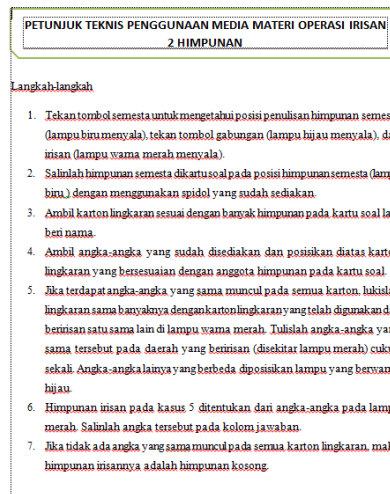 PETUNJUK TEKNIS PENGGUNAAN MEDIA MATERI OPERASI IRISAN
2 HIMPUNAN
Langkah-langkah
1. Tekan tombol semesta untuk mengetahui posisi penulisan himpunan semes
(lampu biru menyala), tekan tombol gabungan (lampu hijau menyala), da
irisan (lampu warna merah menyala).
2. Salinlah himpunan semesta dikartu soal pada posisi himpunan semesta (lam
biru ) dengan menggunakan spidol yang sudah sediakan.
3. Ambil karton lingkaran sesuai dengan banyak himpunan pada kartu soal la
beri nama.
4. Ambil angka-angka yang sudah disediakan dan posisikan diatas kart
lingkaran yang bersesuaian dengan anggota himpunan pada kartu soal.
5. Jika terdapat angka-angka yang sama muncul pada semua karton, lukisla
lingkaran sama banyaknya dengan karton lingkaran yang telah digunakan d
beririsan satu sama lain di lampu warna merah. Tulislah angka-angka yan
sama tersebut pada daerah yang beririsan (disekitar lampu merah) cuku
sekali. Angka-angka lainya yang berbeda diposisikan lampu yang berwarn
hijau.
6. Himpunan irisan pada kasus 5 ditentukan dari angka-angka pada lamp
merah. Salinlah angka tersebut pada kolom jawaban.
7. Jika tidak ada angka yang sama muncul pada semua karton lingkaran, mak
himpunan irisannya adalah himpunan kosong.